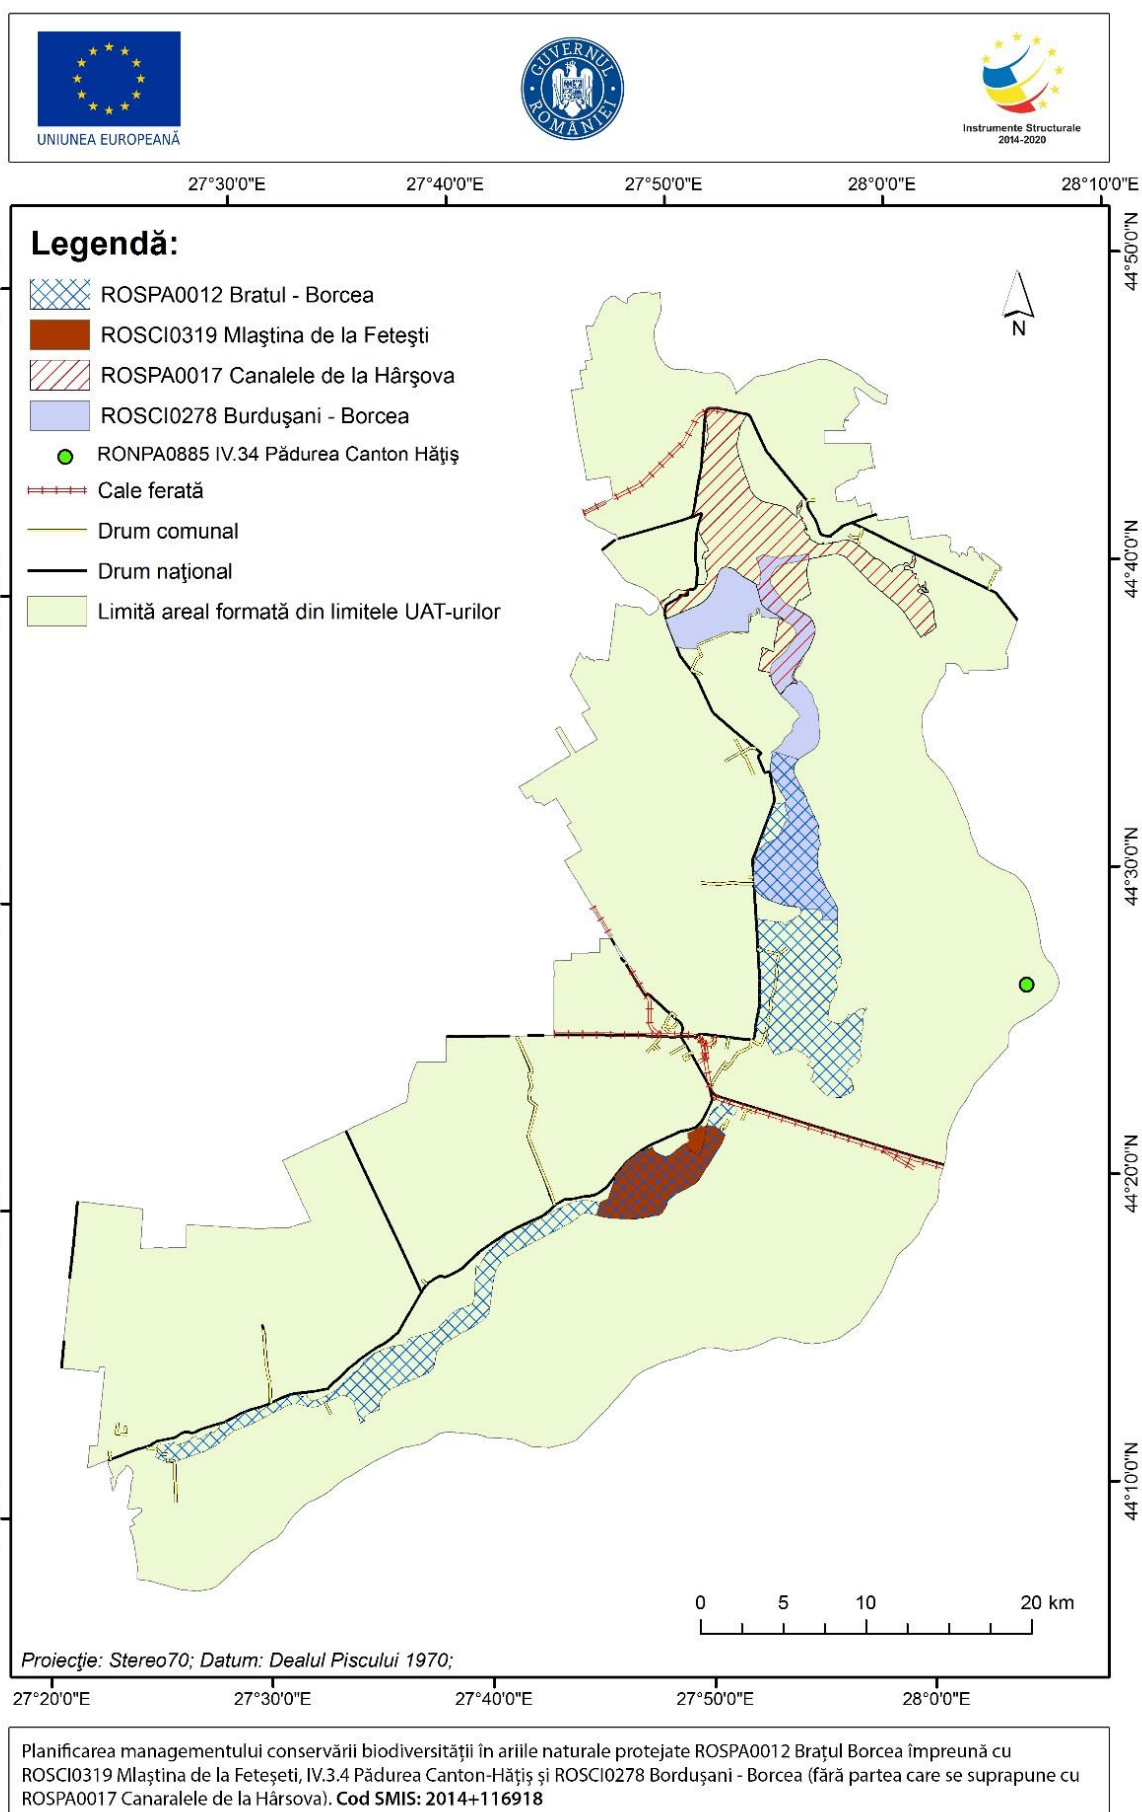 UNIUNEA EUROPEANĂ
GUVERNUL ROMÂNIEI
Instrumente Structurale
2014-2020
27°30'0"E 27°40'0"E 27°50'0"E 28°0'0"E 28°10'0"E
Legendă:
ROSPA0012 Bratul - Borcea
ROSCI0319 Mlaştina de la Feteşti
ROSPA0017 Canalele de la Hârşova
ROSCI0278 Burduşani - Borcea
RONPA0885 IV.34 Pădurea Canton Hăţiş
Cale ferată
Drum comunal
Drum naţional
Limită areal formată din limitele UAT-urilor
N
44°50'0"N
44°40'0"N
44°30'0"N
44°20'0"N
44°10'0"N
0 5 10 20 km
Proiecţie: Stereo70; Datum: Dealul Piscului 1970;
27°20'0"E 27°30'0"E 27°40'0"E 27°50'0"E 28°0'0"E
Planificarea managementului conservării biodiversității în ariile naturale protejate ROSPA0012 Brațul Borcea împreună cu
ROSCI0319 Mlaștina de la Feteșeti, IV.3.4 Pădurea Canton-Hățiș și ROSCI0278 Bordușani - Borcea (fără partea care se suprapune cu
ROSPA0017 Canaralele de la Hârsova). Cod SMIS: 2014+116918